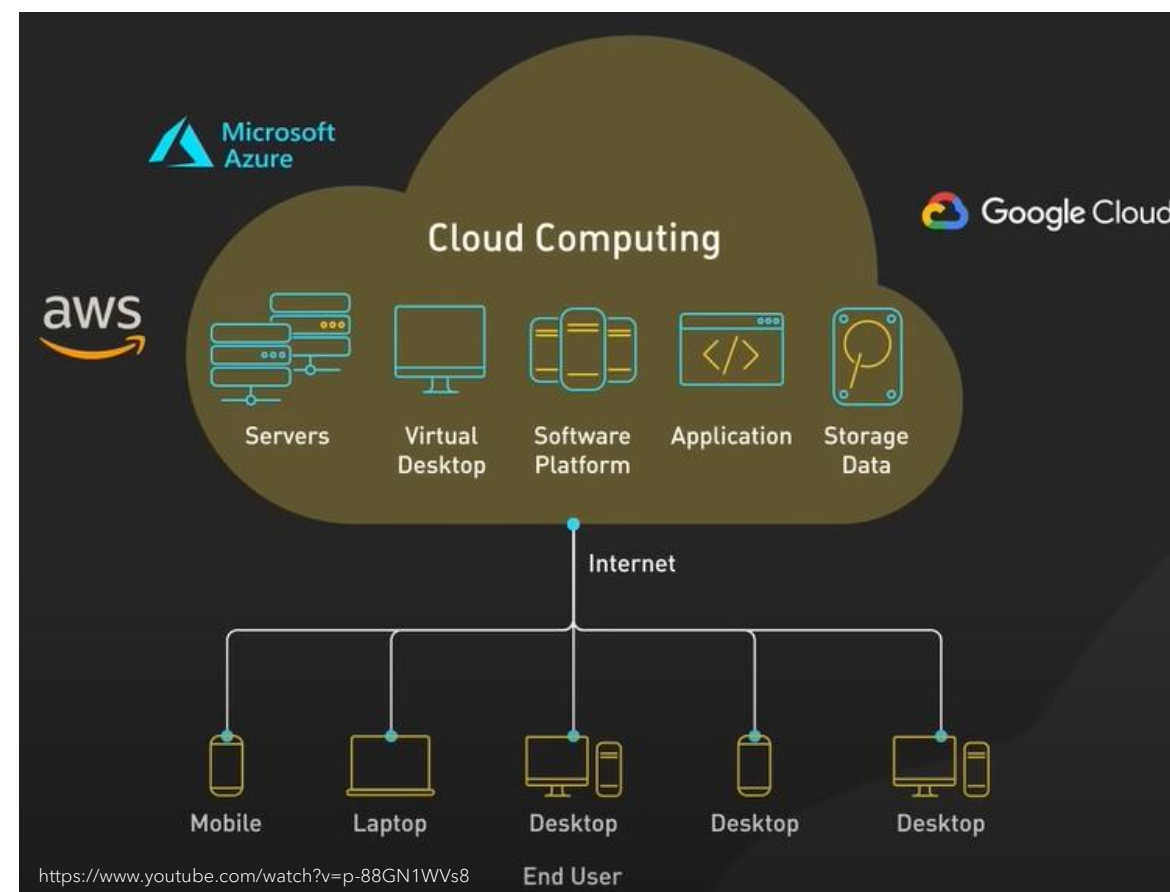 Microsoft
Azure
Google Cloud
Cloud Computing
aws
Servers
Virtual
Desktop
Software
Platform
Application
Storage
Data
Internet
Mobile
Laptop
Desktop
Desktop
Desktop
https://www.youtube.com/watch?v=p-88GN1WVs8
End User